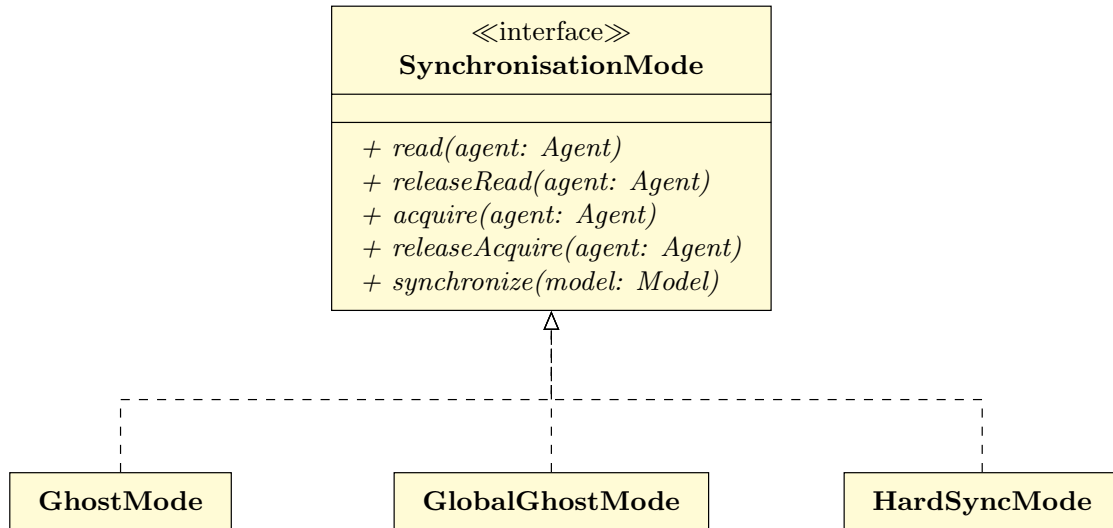 ≪interface≫
SynchronisationMode
+ read(agent: Agent)
+ releaseRead(agent: Agent)
+ acquire(agent: Agent)
+ releaseAcquire(agent: Agent)
+ synchronize(model: Model)
GhostMode
GlobalGhostMode
HardSyncMode